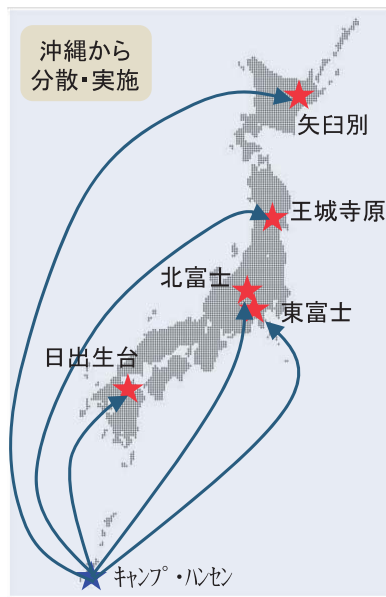 沖縄から
分散・実施
矢臼別
王城寺原
北富士
東富士
日出生台
キャンプ・ハンセン